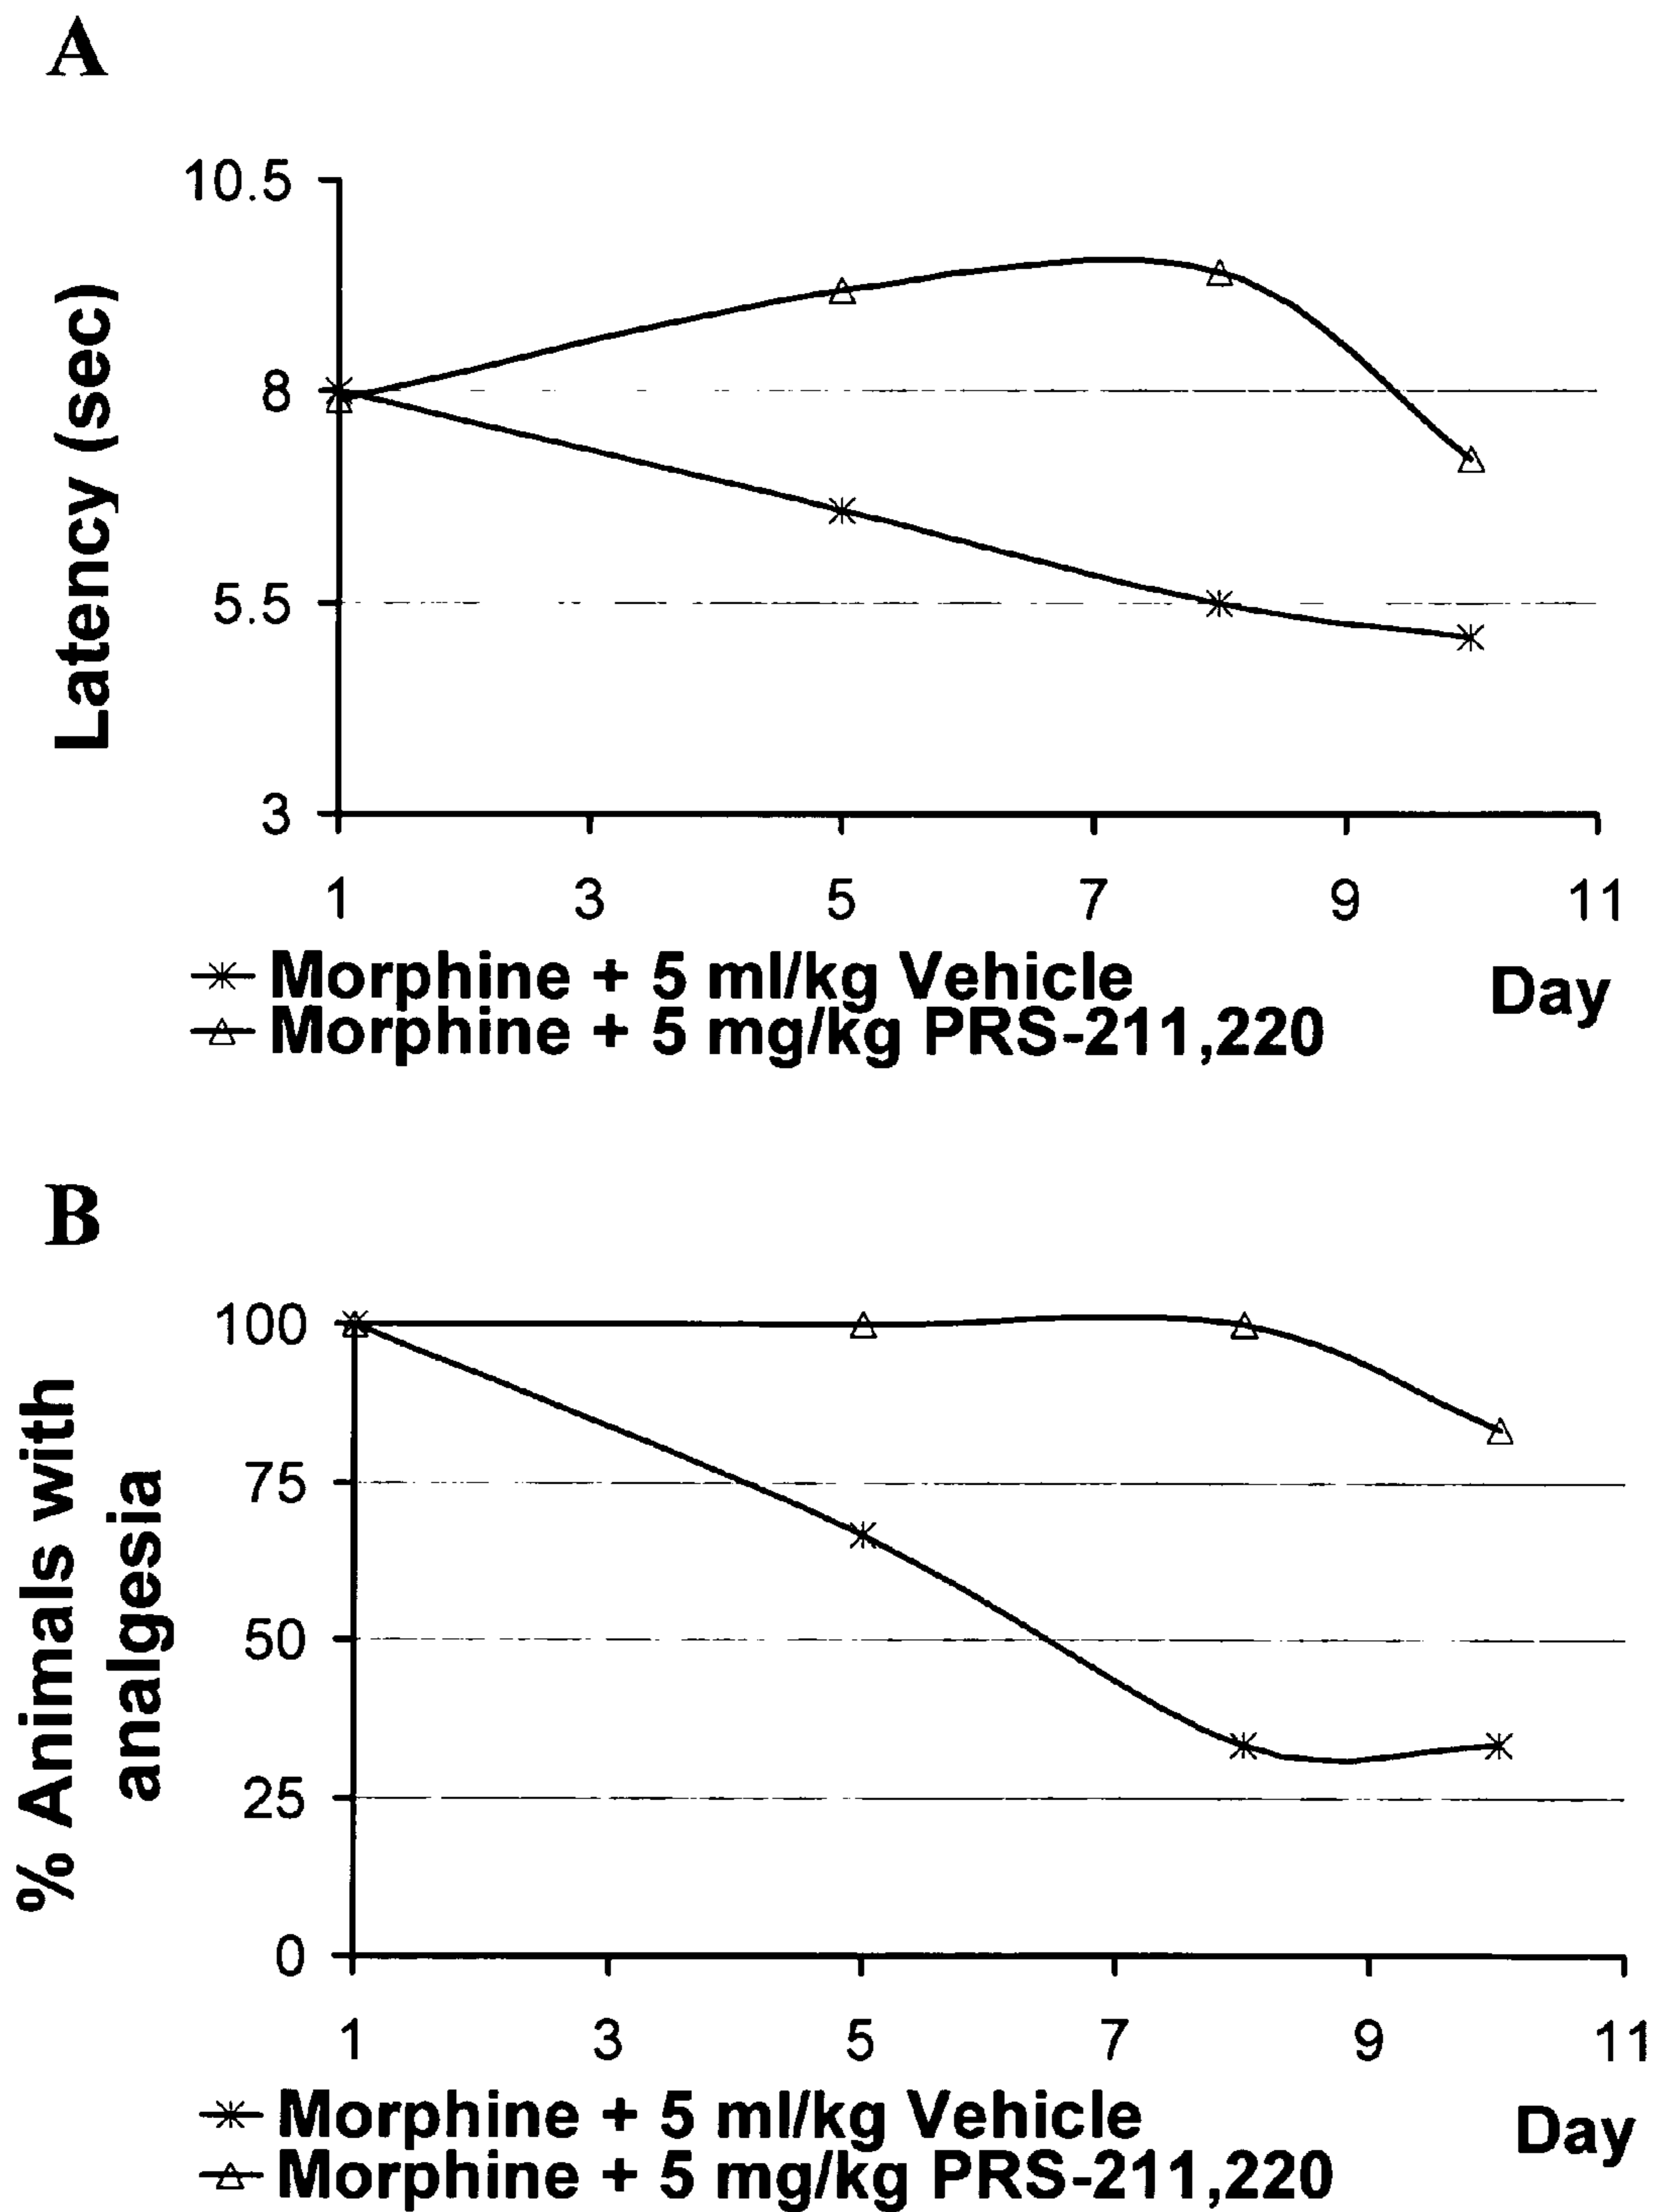 A
10.5
8
5.5
3
Latency (sec)
1 3 5 7 9 11
Morphine + 5 ml/kg Vehicle
Morphine + 5 mg/kg PRS-211,220
Day
B
100
75
50
25
0
% Animals with
analgesia
1 3 5 7 9 11
Morphine + 5 ml/kg Vehicle
Morphine + 5 mg/kg PRS-211,220
Day